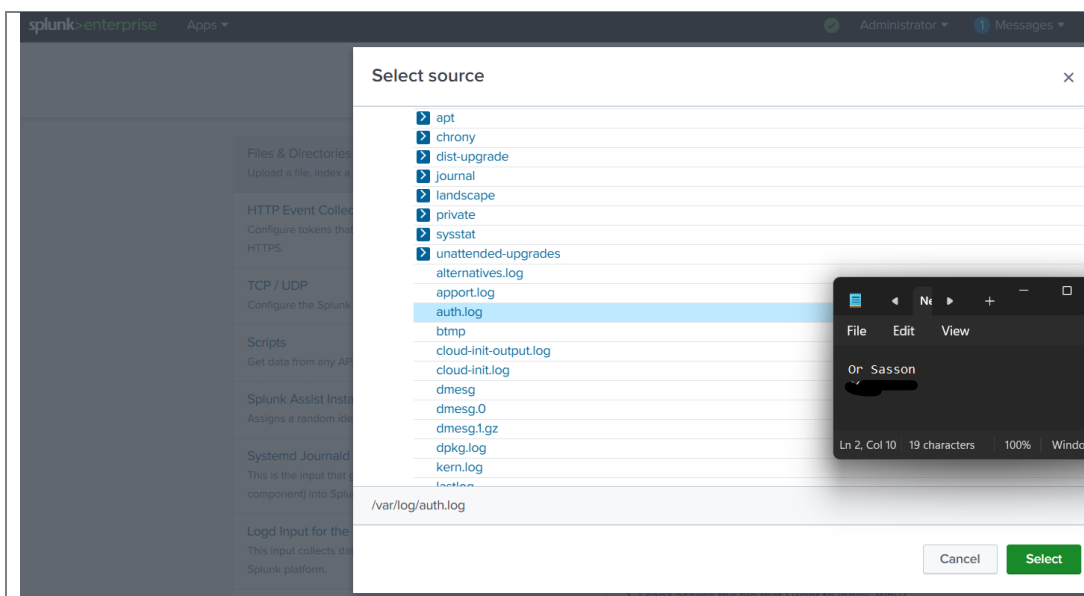 splunk>enterprise Apps
Administrator 1 Messages
Select source
apt
chrony
dist-upgrade
journal
landscape
private
sysstat
unattended-upgrades
alternatives.log
apport.log
auth.log
btmp
cloud-init-output.log
cloud-init.log
dmesg
dmesg.0
dmesg.1.gz
dpkg.log
kern.log
lastlog
/var/log/auth.log
Cancel Select
Files & Directories
Upload a file, index a
HTTP Event Collec
Configure tokens that
HTTPS.
TCP / UDP
Configure the Splunk
Scripts
Get data from any AP
Splunk Assist Insta
Assigns a random ide
Systemd Journald
This is the input that g
component) into Splu
Logd Input for the
This input collects da
Splunk platform.
Ne
File Edit View
Or Sasson
Ln 2, Col 10 19 characters 100% Windo